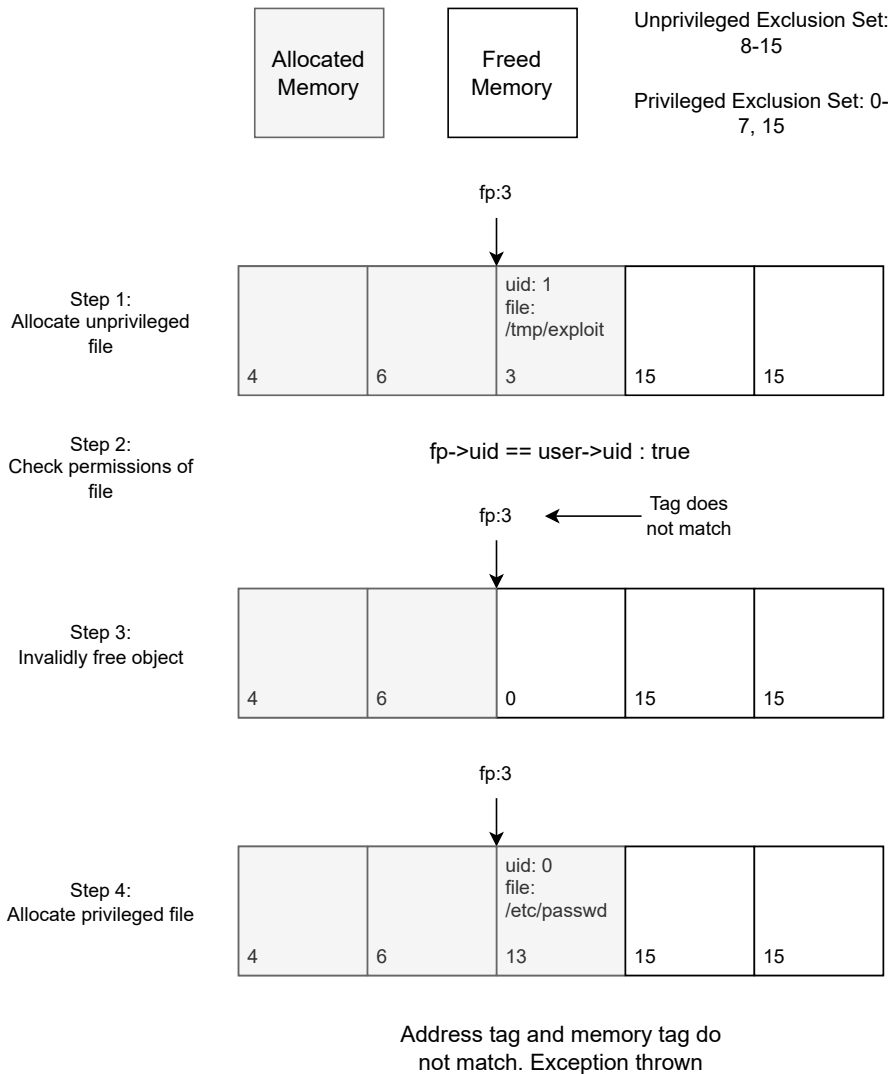 Allocated
Memory
Freed
Memory
Unprivileged Exclusion Set:
8-15
Privileged Exclusion Set: 0-
7, 15
fp:3
Step 1:
Allocate unprivileged
file
uid: 1
file:
/tmp/exploit
4
6
3
15
15
Step 2:
Check permissions of
file
fp->uid == user->uid : true
fp:3
Tag does
not match
Step 3:
Invalidly free object
4
6
0
15
15
fp:3
Step 4:
Allocate privileged file
uid: 0
file:
/etc/passwd
4
6
13
15
15
Address tag and memory tag do
not match. Exception thrown